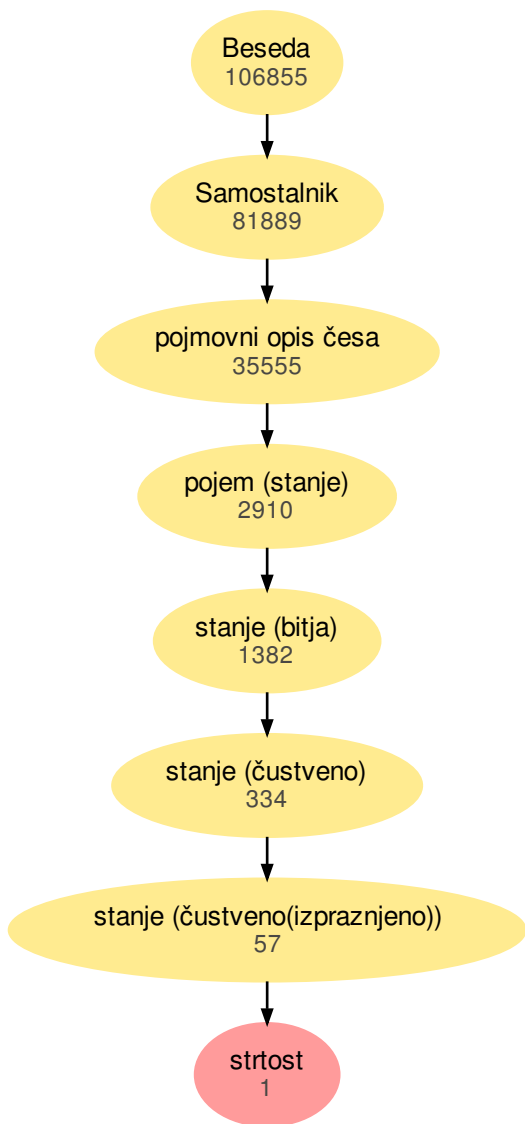 Beseda
106855
Samostalnik
81889
pojmovni opis česa
35555
pojem (stanje)
2910
stanje (bitja)
1382
stanje (čustveno)
334
stanje (čustveno(izpraznjeno))
57
strtost
1